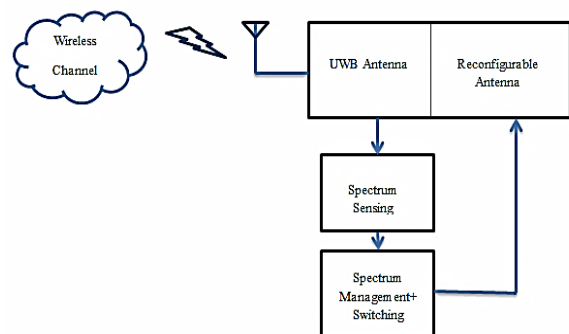 Wireless
Channel
UWB Antenna
Reconfigurable
Antenna
Spectrum
Sensing
Spectrum
Management+
Switching